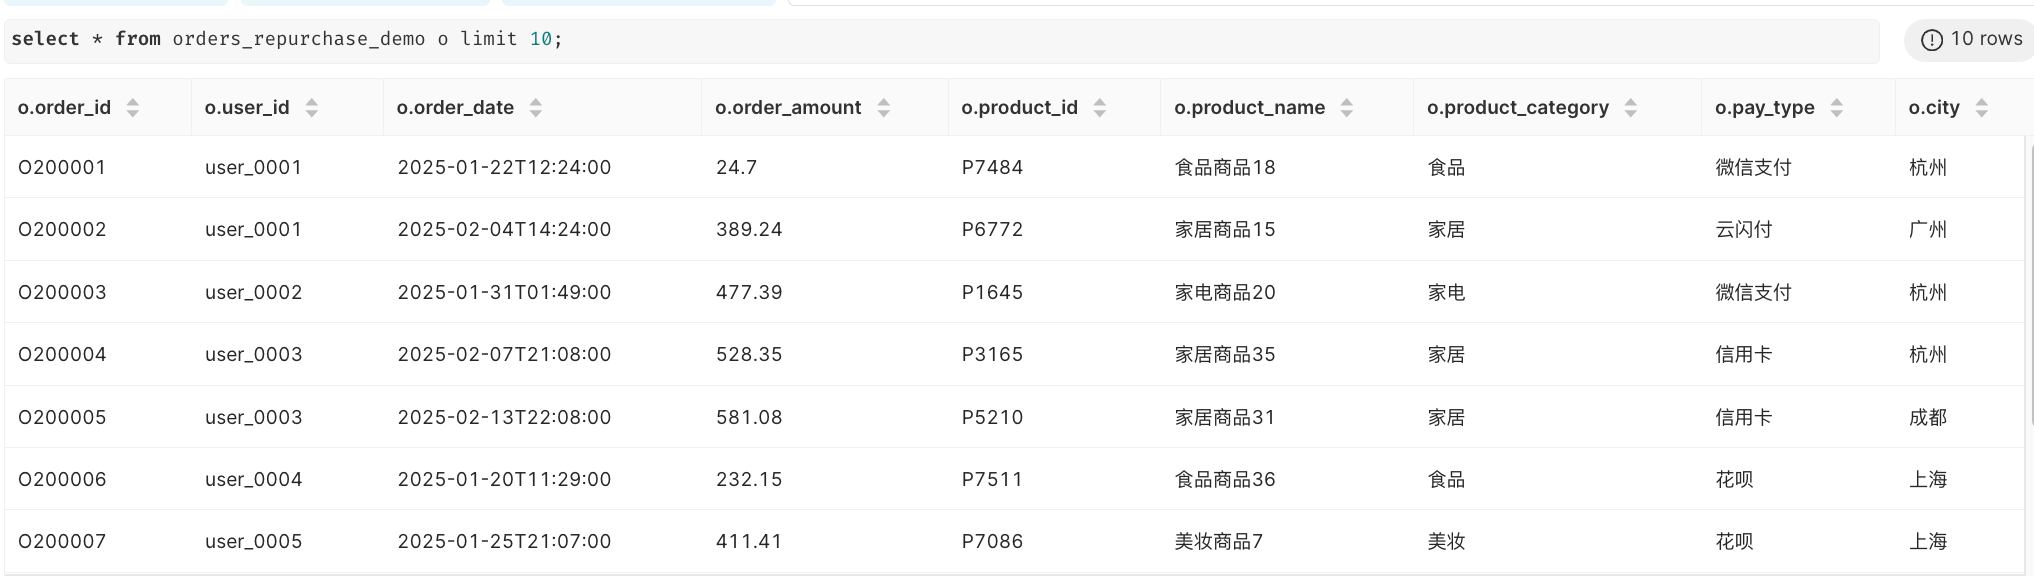 select * from orders_repurchase_demo o limit 10;
10 rows
o.order_id o.user_id o.order_date o.order_amount o.product_id o.product_name o.product_category o.pay_type o.city
O200001 user_0001 2025-01-22T12:24:00 24.7 P7484 食品商品18 食品 微信支付 杭州
O200002 user_0001 2025-02-04T14:24:00 389.24 P6772 家居商品15 家居 云闪付 广州
O200003 user_0002 2025-01-31T01:49:00 477.39 P1645 家电商品20 家电 微信支付 杭州
O200004 user_0003 2025-02-07T21:08:00 528.35 P3165 家居商品35 家居 信用卡 杭州
O200005 user_0003 2025-02-13T22:08:00 581.08 P5210 家居商品31 家居 信用卡 成都
O200006 user_0004 2025-01-20T11:29:00 232.15 P7511 食品商品36 食品 花呗 上海
O200007 user_0005 2025-01-25T21:07:00 411.41 P7086 美妆商品7 美妆 花呗 上海